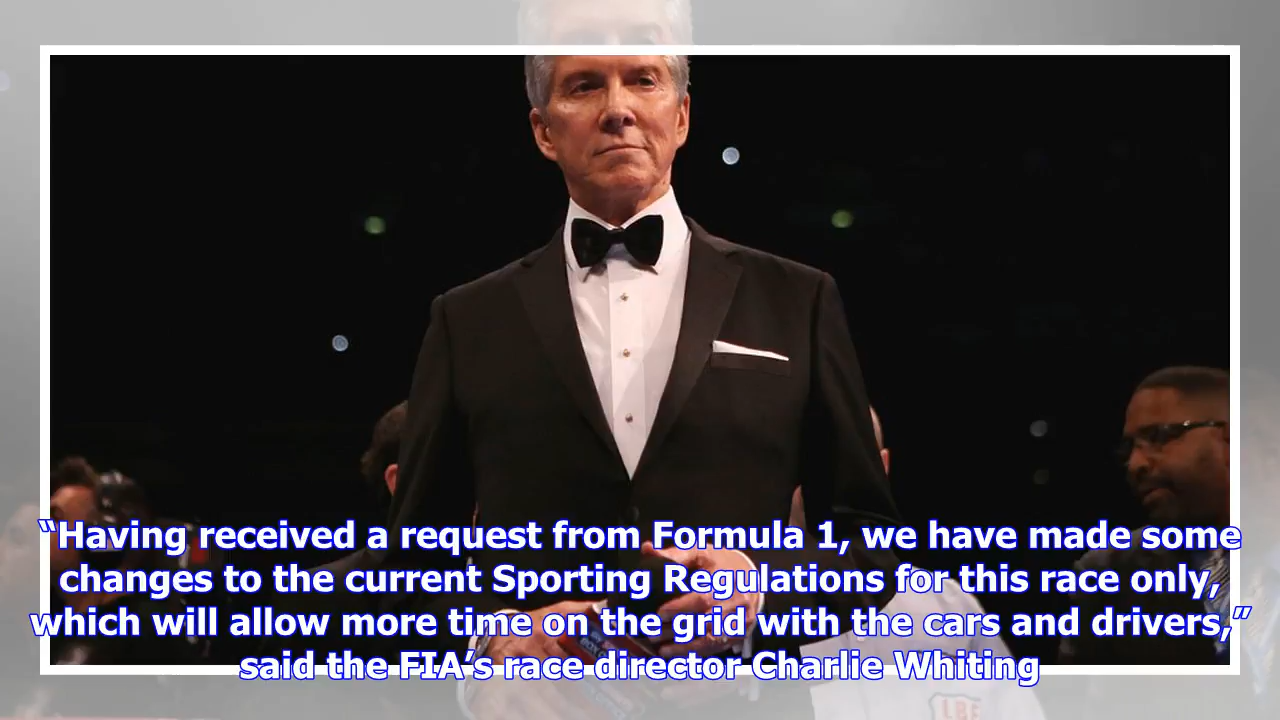 “Having received a request from Formula 1, we have made some
changes to the current Sporting Regulations for this race only,
which will allow more time on the grid with the cars and drivers,”
said the FIA’s race director Charlie Whiting
LBE